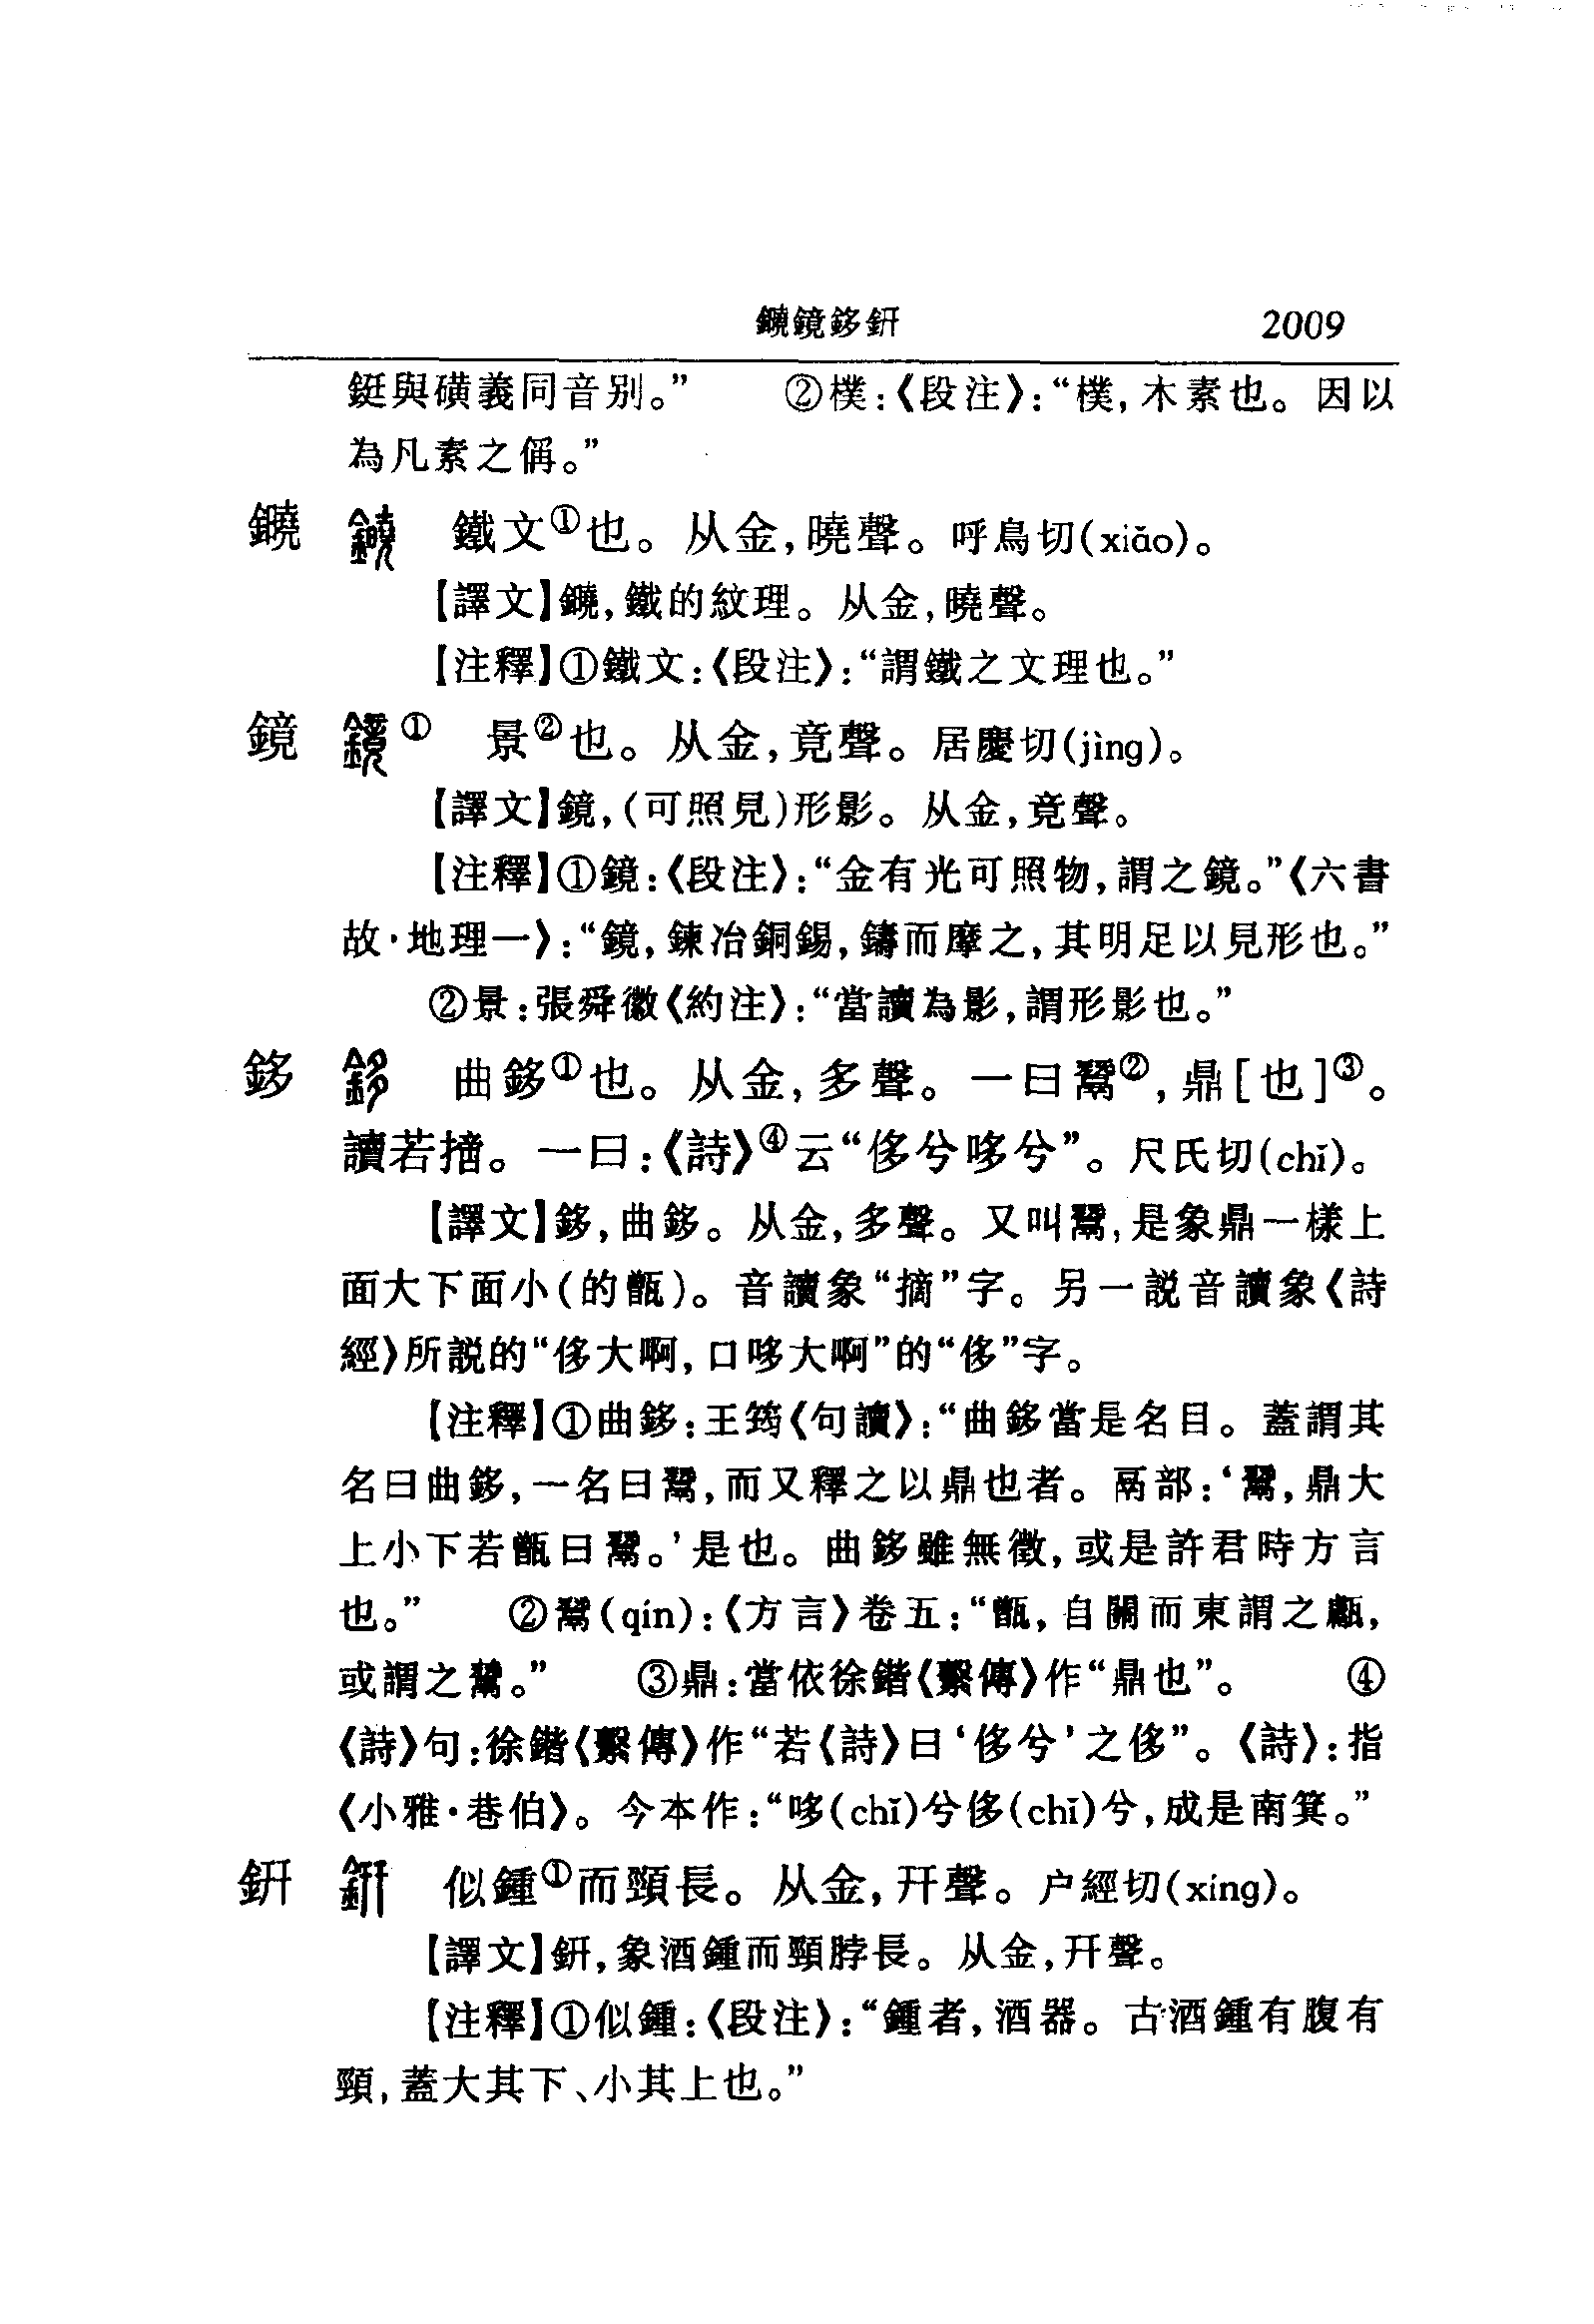 鐃鏡鉹銒 2009
鋌與磺義同音别。” ②樸:《段注》:“樸,木素也。因以
為凡素之偁。”
鐃 鐵文①也。从金,曉聲。呼鳥切(xiǎo)。
【譯文】鐃,鐵的紋理。从金,曉聲。
【注釋】①鐵文:《段注》:“謂鐵之文理也。”
鏡 ① 景②也。从金,竟聲。居慶切(jìng)。
【譯文】鏡,(可照見)形影。从金,竟聲。
【注釋】①鏡:《段注》:“金有光可照物,謂之鏡。”《六書
故·地理一》:“鏡,鍊冶銅錫,鑄而摩之,其明足以見形也。”
②景:張舜徽《約注》:“當讀為影,謂形影也。”
鉹 鉹 曲鉹①也。从金,多聲。一曰鬵②,鼎[也]③。
讀若摘。一曰:《詩》④云“侈兮哆兮”。尺氏切(chǐ)。
【譯文】鉹,曲鉹。从金,多聲。又叫鬵,是象鼎一樣上
面大下面小(的甑)。音讀象“摘”字。另一説音讀象《詩
經》所説的“侈大啊,口哆大啊”的“侈”字。
【注釋】①曲鉹:王筠《句讀》:“曲鉹當是名目。蓋謂其
名曰曲鉹,一名曰鬵,而又釋之以鼎也者。鬲部:‘鬵,鼎大
上小下若甑曰鬵。’是也。曲鉹雖無徵,或是許君時方言
也。” ②鬵(qín):《方言》卷五:“甑,自關而東謂之甗,
或謂之鬵。” ③鼎:當依徐鍇《繫傳》作“鼎也”。 ④
《詩》句:徐鍇《繫傳》作“若《詩》曰‘侈兮’之侈”。《詩》:指
《小雅·巷伯》。今本作:“哆(chǐ)兮侈(chǐ)兮,成是南箕。”
銒 銒 似鍾①而頸長。从金,幵聲。户經切(xíng)。
【譯文】銒,象酒鍾而頸脖長。从金,幵聲。
【注釋】①似鍾:《段注》:“鍾者,酒器。古酒鍾有腹有
頸,蓋大其下、小其上也。”